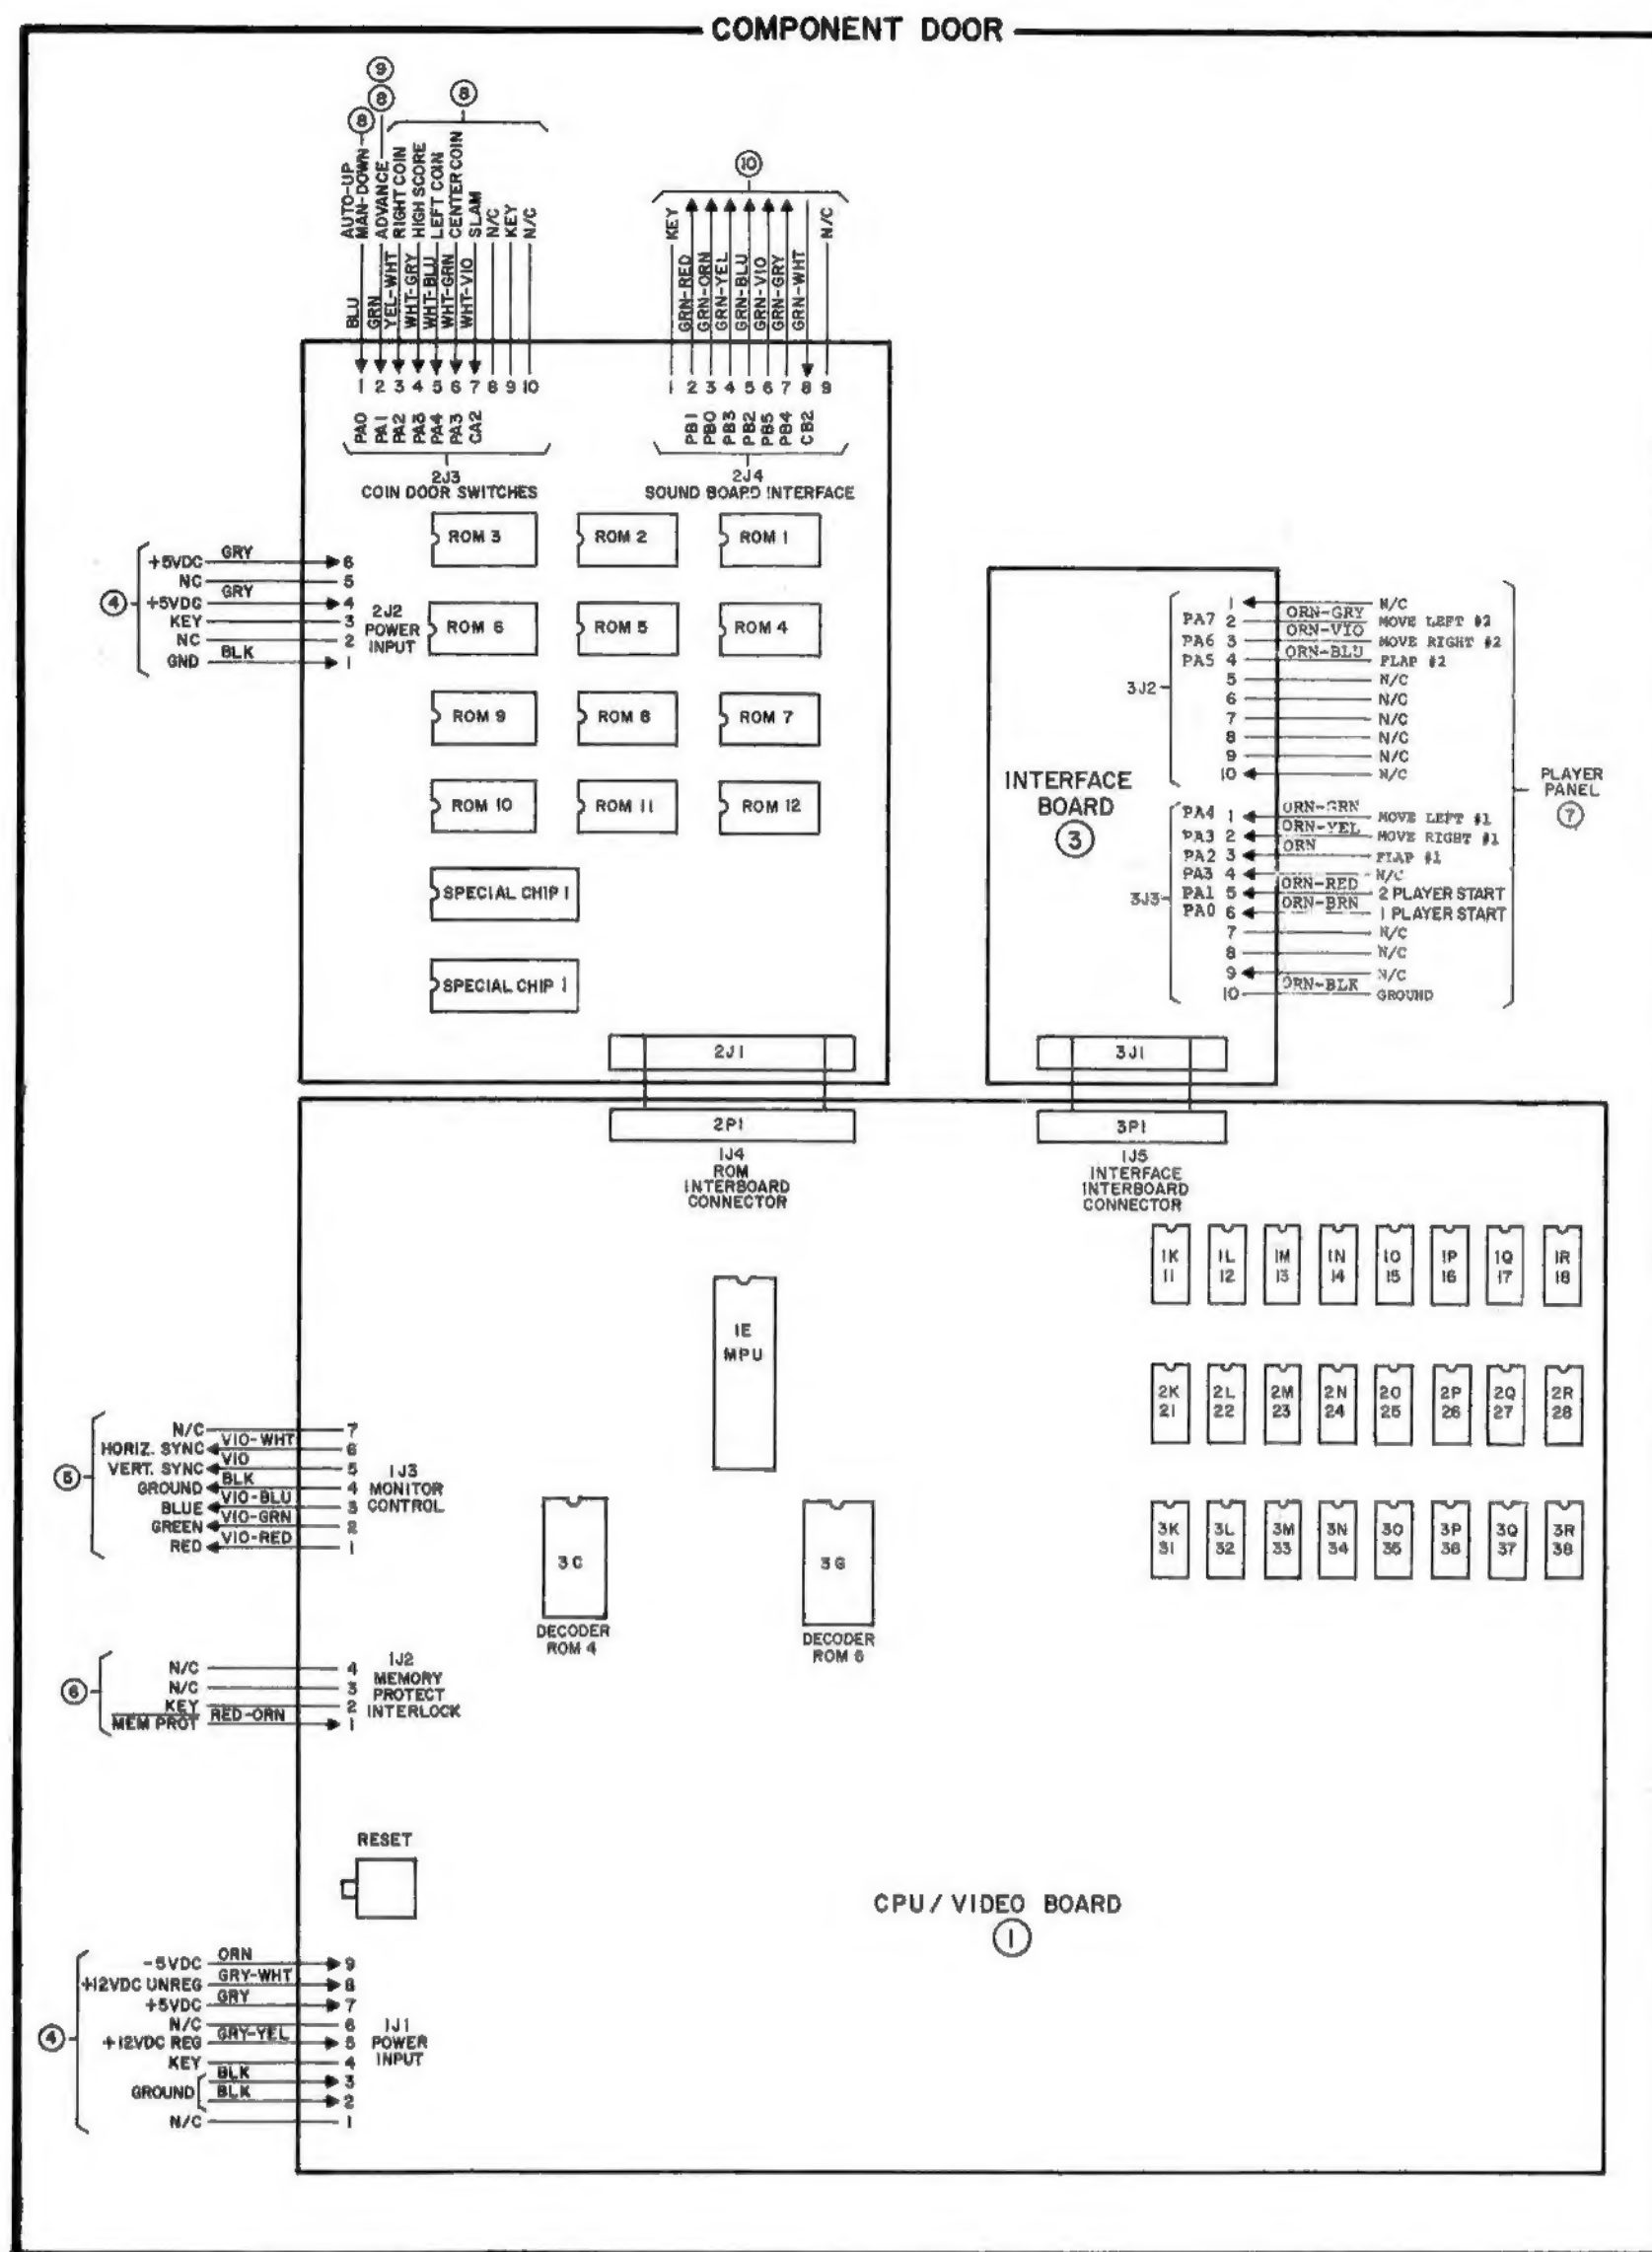 COMPONENT DOOR
9
8
8
8
AUTO-UP
MAN-DOWN
ADVANCE
RIGHT COIN
HIGH SCORE
LEFT COIN
CENTER COIN
SLAM
N/C
KEY
N/C
BLU
GRN
YEL-WHT
WHT-GRY
WHT-BLU
WHT-GRN
WHT-VIO
1 2 3 4 5 6 7 8 9 10
PA0
PA1
PA2
PA4
PA3
CA2
2J3
COIN DOOR SWITCHES
10
KEY
GRN-RED
GRN-ORN
GRN-YEL
GRN-BLU
GRN-VIO
GRN-GRY
GRN-WHT
N/C
1 2 3 4 5 6 7 8 9
PB1
PB0
PB3
PB2
PB5
PB4
CB2
2J4
SOUND BOARD INTERFACE
4
+5VDC GRY 6
NC 5
+5VDC GRY 4
KEY 3
NC 2
GND BLK 1
2J2
POWER
INPUT
ROM 3 ROM 2 ROM 1
ROM 6 ROM 5 ROM 4
ROM 9 ROM 8 ROM 7
ROM 10 ROM 11 ROM 12
SPECIAL CHIP 1
SPECIAL CHIP 1
2J1
INTERFACE
BOARD
3
3J2
1 N/C
PA7 2 ORN-GRY MOVE LEFT #2
PA6 3 ORN-VIO MOVE RIGHT #2
PA5 4 ORN-BLU FLAP #2
5 N/C
6 N/C
7 N/C
8 N/C
9 N/C
10 N/C
3J3
PA4 1 ORN-GRN MOVE LEFT #1
PA3 2 ORN-YEL MOVE RIGHT #1
PA2 3 ORN FLAP #1
PA3 4 N/C
PA1 5 ORN-RED 2 PLAYER START
PA0 6 ORN-BRN 1 PLAYER START
7 N/C
8 N/C
9 N/C
10 ORN-BLK GROUND
PLAYER
PANEL
7
3J1
2P1
1J4
ROM
INTERBOARD
CONNECTOR
3P1
1J5
INTERFACE
INTERBOARD
CONNECTOR
1K 1L 1M 1N 1O 1P 1Q 1R
11 12 13 14 15 16 17 18
1E
MPU
2K 2L 2M 2N 2O 2P 2Q 2R
21 22 23 24 25 26 27 28
3K 3L 3M 3N 3O 3P 3Q 3R
31 32 33 34 35 36 37 38
5
N/C 7
HORIZ. SYNC VIO-WHT 6
VERT. SYNC VIO 5
GROUND BLK 4
BLUE VIO-BLU 3
GREEN VIO-GRN 2
RED VIO-RED 1
1J3
MONITOR
CONTROL
3C
DECODER
ROM 4
3G
DECODER
ROM 6
6
N/C 4
N/C 3
KEY 2
MEM PROT RED-ORN 1
1J2
MEMORY
PROTECT
INTERLOCK
RESET
CPU/VIDEO BOARD
1
4
-5VDC ORN 9
+12VDC UNREG GRY-WHT 8
+5VDC GRY 7
N/C 6
+12VDC REG GRY-YEL 5
KEY 4
GROUND
BLK 3
BLK 2
N/C 1
1J1
POWER
INPUT